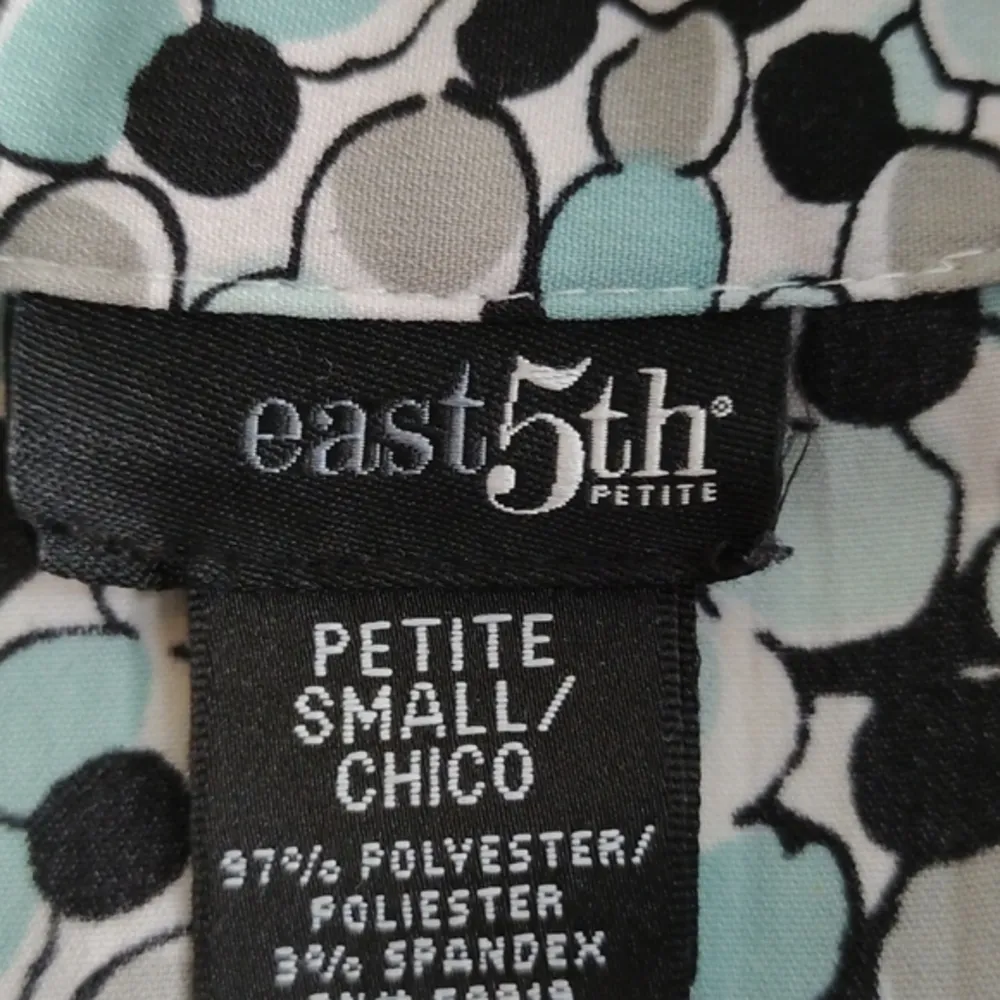 east5th®
PETITE
PETITE
SMALL/
CHICO
97% POLYESTER/
POLIESTER
3% SPANDEX